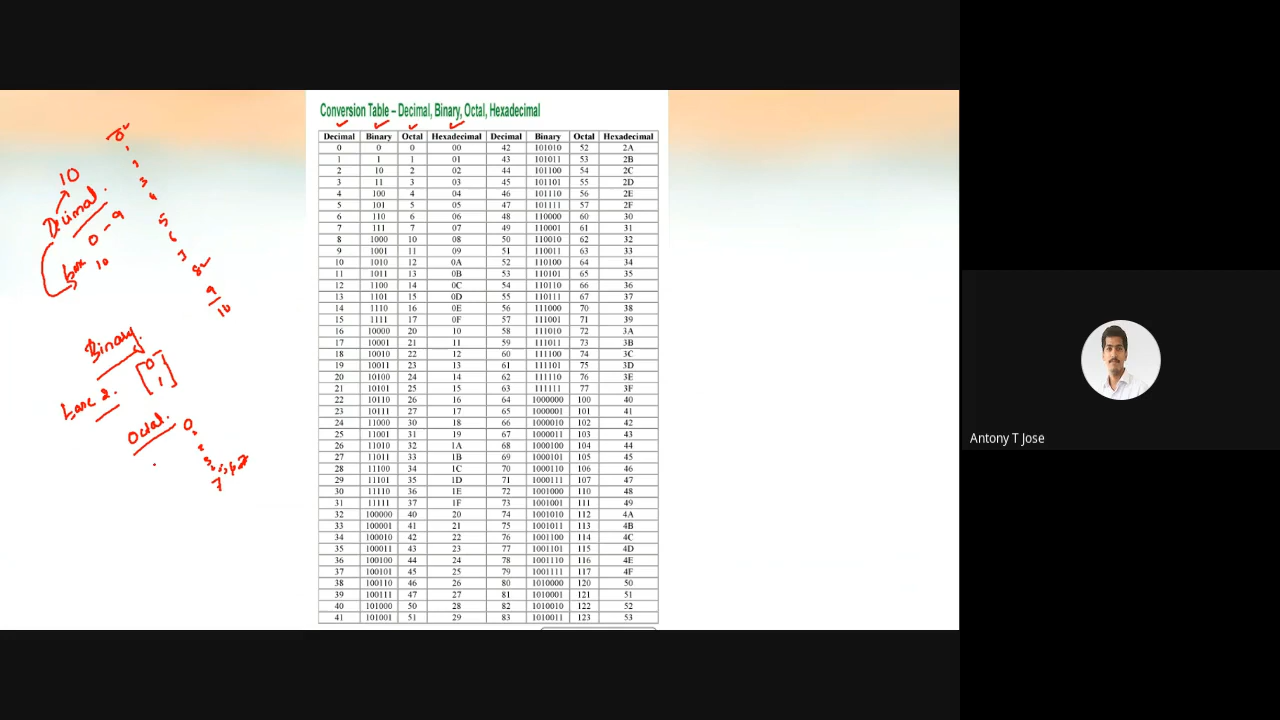 Conversion Table – Decimal, Binary, Octal, Hexadecimal
Decimal Binary Octal Hexadecimal Decimal Binary Octal Hexadecimal
0 0 0 00 42 101010 52 2A
1 1 1 01 43 101011 53 2B
2 10 2 02 44 101100 54 2C
3 11 3 03 45 101101 55 2D
4 100 4 04 46 101110 56 2E
5 101 5 05 47 101111 57 2F
6 110 6 06 48 110000 60 30
7 111 7 07 49 110001 61 31
8 1000 10 08 50 110010 62 32
9 1001 11 09 51 110011 63 33
10 1010 12 0A 52 110100 64 34
11 1011 13 0B 53 110101 65 35
12 1100 14 0C 54 110110 66 36
13 1101 15 0D 55 110111 67 37
14 1110 16 0E 56 111000 70 38
15 1111 17 0F 57 111001 71 39
16 10000 20 10 58 111010 72 3A
17 10001 21 11 59 111011 73 3B
18 10010 22 12 60 111100 74 3C
19 10011 23 13 61 111101 75 3D
20 10100 24 14 62 111110 76 3E
21 10101 25 15 63 111111 77 3F
22 10110 26 16 64 1000000 100 40
23 10111 27 17 65 1000001 101 41
24 11000 30 18 66 1000010 102 42
25 11001 31 19 67 1000011 103 43
26 11010 32 1A 68 1000100 104 44
27 11011 33 1B 69 1000101 105 45
28 11100 34 1C 70 1000110 106 46
29 11101 35 1D 71 1000111 107 47
30 11110 36 1E 72 1001000 110 48
31 11111 37 1F 73 1001001 111 49
32 100000 40 20 74 1001010 112 4A
33 100001 41 21 75 1001011 113 4B
34 100010 42 22 76 1001100 114 4C
35 100011 43 23 77 1001101 115 4D
36 100100 44 24 78 1001110 116 4E
37 100101 45 25 79 1001111 117 4F
38 100110 46 26 80 1010000 120 50
39 100111 47 27 81 1010001 121 51
40 101000 50 28 82 1010010 122 52
41 101001 51 29 83 1010011 123 53
10
Decimal.
0 - 9
base 10
0
1
2
3
4
5
6
7
8
9
10
Binary.
0
1
base 2.
Octal.
0
7
Antony T Jose